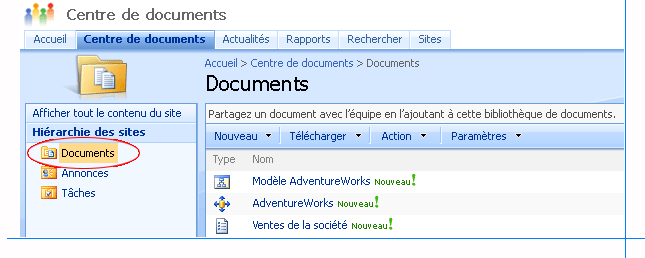 Centre de documents
Accueil Centre de documents Actualités Rapports Rechercher Sites
Accueil > Centre de documents > Documents
Documents
Afficher tout le contenu du site
Hiérarchie des sites
Documents
Annonces
Tâches
Partagez un document avec l'équipe en l'ajoutant à cette bibliothèque de documents.
Nouveau Télécharger Action Paramètres
Type Nom
Modèle AdventureWorks Nouveau!
AdventureWorks Nouveau!
Ventes de la société Nouveau!